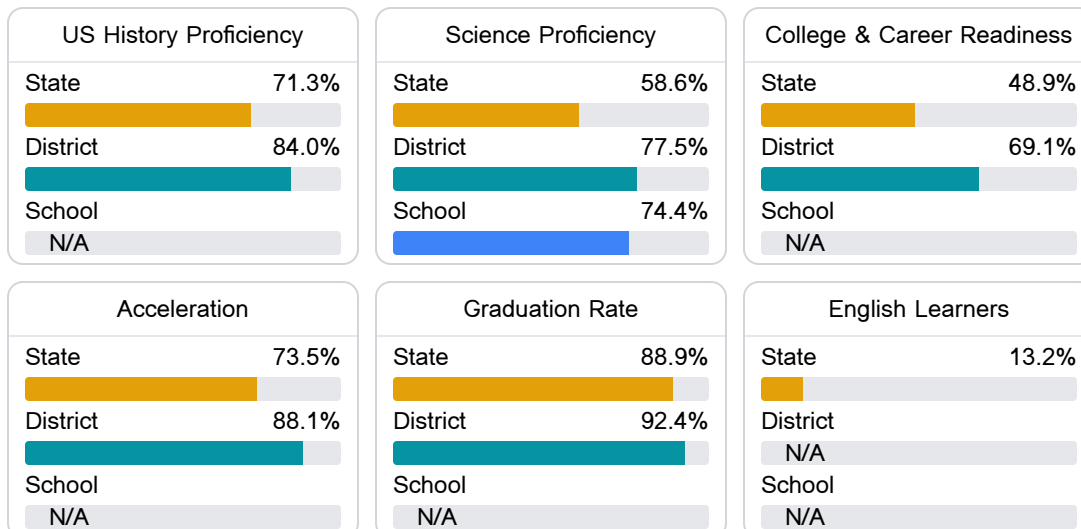 US History Proficiency
State 71.3%
District 84.0%
School
N/A
Science Proficiency
State 58.6%
District 77.5%
School 74.4%
College & Career Readiness
State 48.9%
District 69.1%
School
N/A
Acceleration
State 73.5%
District 88.1%
School
N/A
Graduation Rate
State 88.9%
District 92.4%
School
N/A
English Learners
State 13.2%
District
N/A
School
N/A